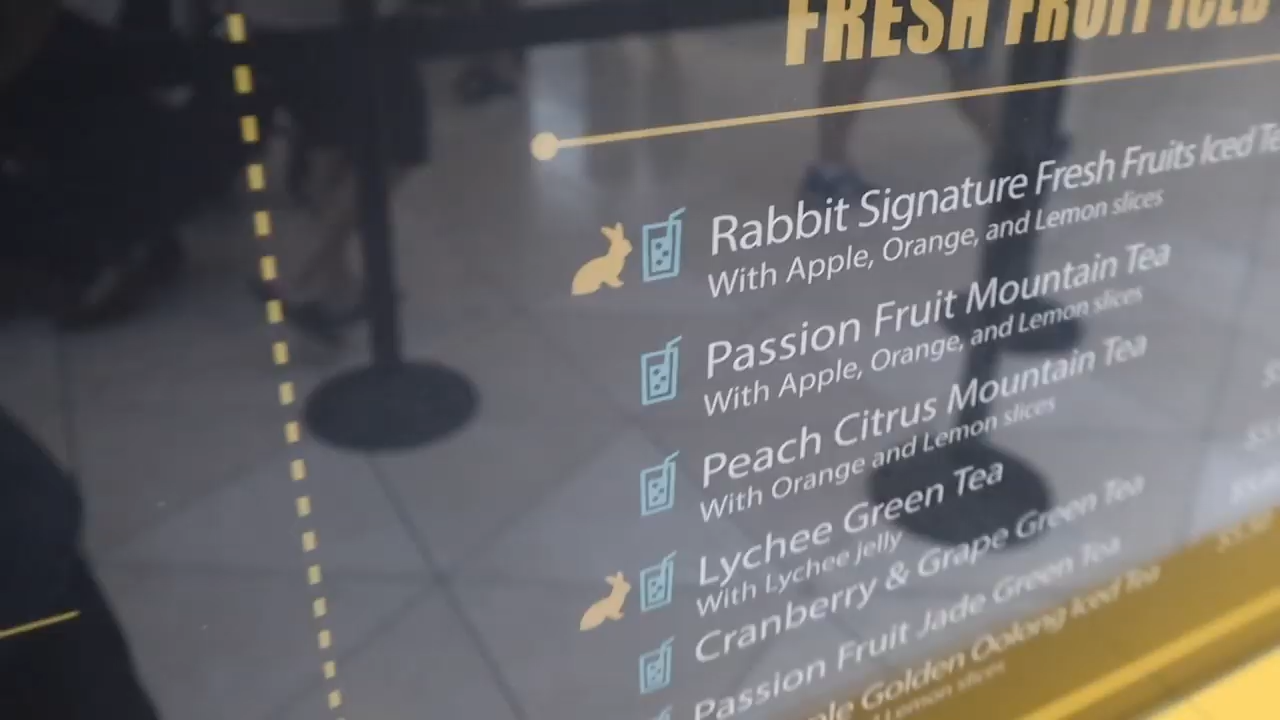 FRESH FRUIT ICED
Rabbit Signature Fresh Fruits Iced
With Apple, Orange, and Lemon slices
Passion Fruit Mountain Tea
With Apple, Orange, and Lemon slices
Peach Citrus Mountain Tea
With Orange and Lemon slices
Lychee Green Tea
With Lychee Jelly
Cranberry & Grape Green Tea
Passion Fruit Jade Green Tea
Golden Oolong Iced Tea
Lemon slices